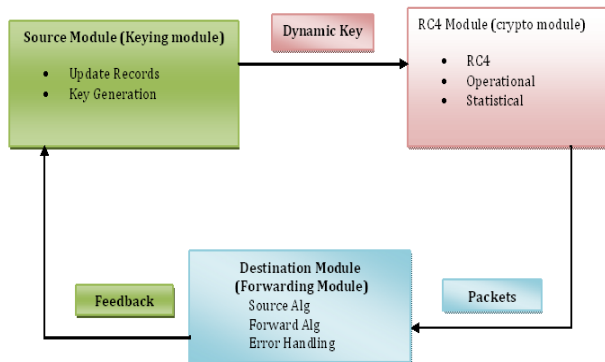 Source Module (Keying module)
• Update Records
• Key Generation
Dynamic Key
RC4 Module (crypto module)
• RC4
• Operational
• Statistical
Destination Module
(Forwarding Module)
Source Alg
Forward Alg
Error Handling
Feedback
Packets